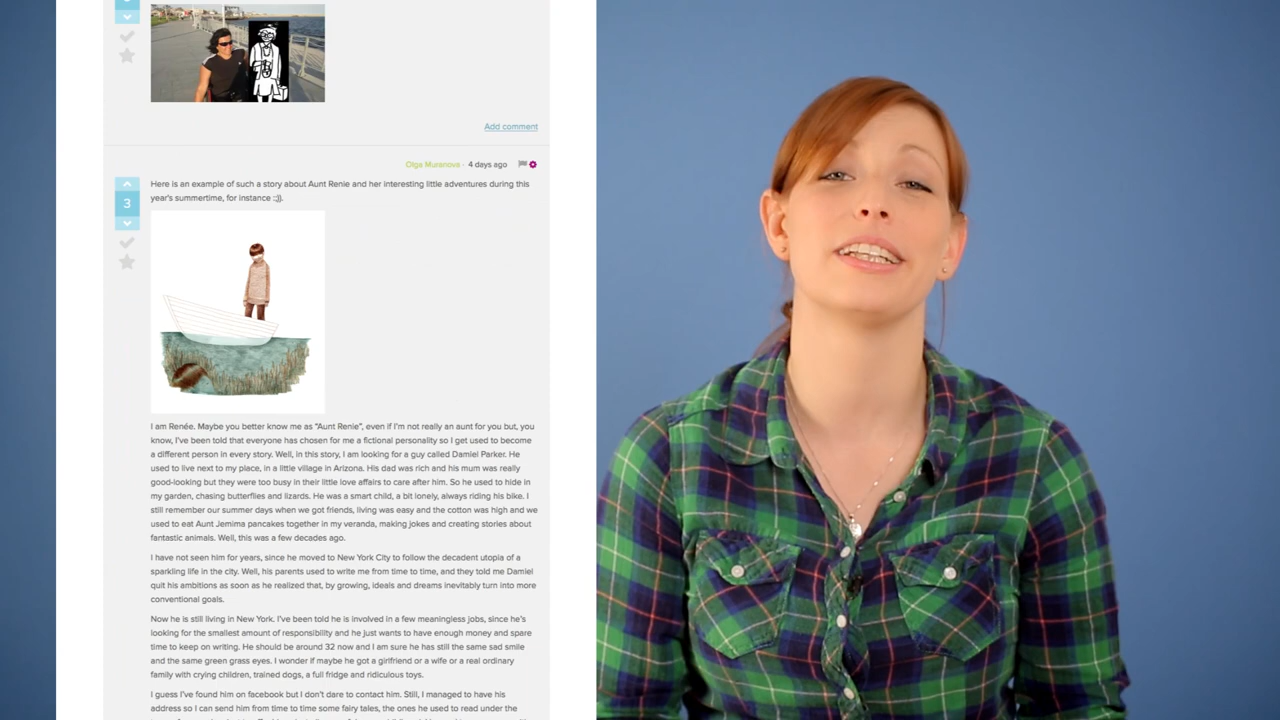 Add comment
Olga Muranova · 4 days ago
Here is an example of such a story about Aunt Renie and her interesting little adventures during this
year's summertime, for instance :;)).
3
I am Renée. Maybe you better know me as "Aunt Renie", even if I'm not really an aunt for you but, you
know, I've been told that everyone has chosen for me a fictional personality so I get used to become
a different person in every story. Well, in this story, I am looking for a guy called Damiel Parker. He
used to live next to my place, in a little village in Arizona. His dad was rich and his mum was really
good-looking but they were too busy in their little love affairs to care after him. So he used to hide in
my garden, chasing butterflies and lizards. He was a smart child, a bit lonely, always riding his bike. I
still remember our summer days when we got friends, living was easy and the cotton was high and we
used to eat Aunt Jemima pancakes together in my veranda, making jokes and creating stories about
fantastic animals. Well, this was a few decades ago.
I have not seen him for years, since he moved to New York City to follow the decadent utopia of a
sparkling life in the city. Well, his parents used to write me from time to time, and they told me Damiel
quit his ambitions as soon as he realized that, by growing, ideals and dreams inevitably turn into more
conventional goals.
Now he is still living in New York. I've been told he is involved in a few meaningless jobs, since he's
looking for the smallest amount of responsibility and he just wants to have enough money and spare
time to keep on writing. He should be around 32 now and I am sure he has still the same sad smile
and the same green grass eyes. I wonder if maybe he got a girlfriend or a wife or a real ordinary
family with crying children, trained dogs, a full fridge and ridiculous toys.
I guess I've found him on facebook but I don't dare to contact him. Still, I managed to have his
address so I can send him from time to time some fairy tales, the ones he used to read under the